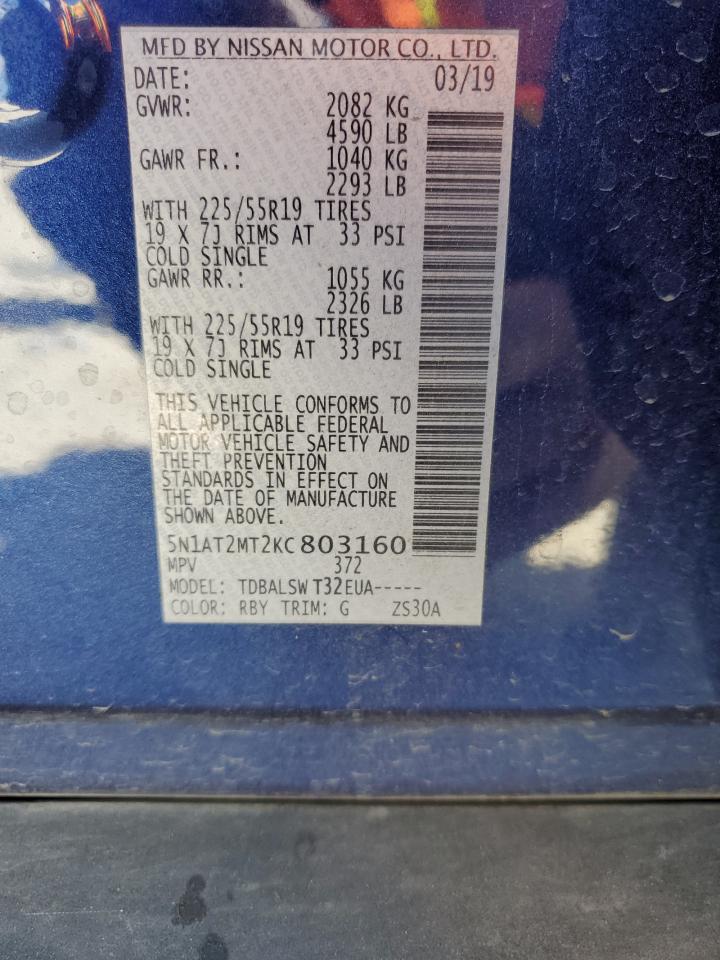 MFD BY NISSAN MOTOR CO., LTD.
DATE: 03/19
GVWR: 2082 KG
4590 LB
GAWR FR.: 1040 KG
2293 LB
WITH 225/55R19 TIRES
19 X 7J RIMS AT 33 PSI
COLD SINGLE
GAWR RR.: 1055 KG
2326 LB
WITH 225/55R19 TIRES
19 X 7J RIMS AT 33 PSI
COLD SINGLE
THIS VEHICLE CONFORMS TO
ALL APPLICABLE FEDERAL
MOTOR VEHICLE SAFETY AND
THEFT PREVENTION
STANDARDS IN EFFECT ON
THE DATE OF MANUFACTURE
SHOWN ABOVE.
5N1AT2MT2KC803160
MPV 372
MODEL: TDBALSW T32EUA-----
COLOR: RBY TRIM: G ZS30A